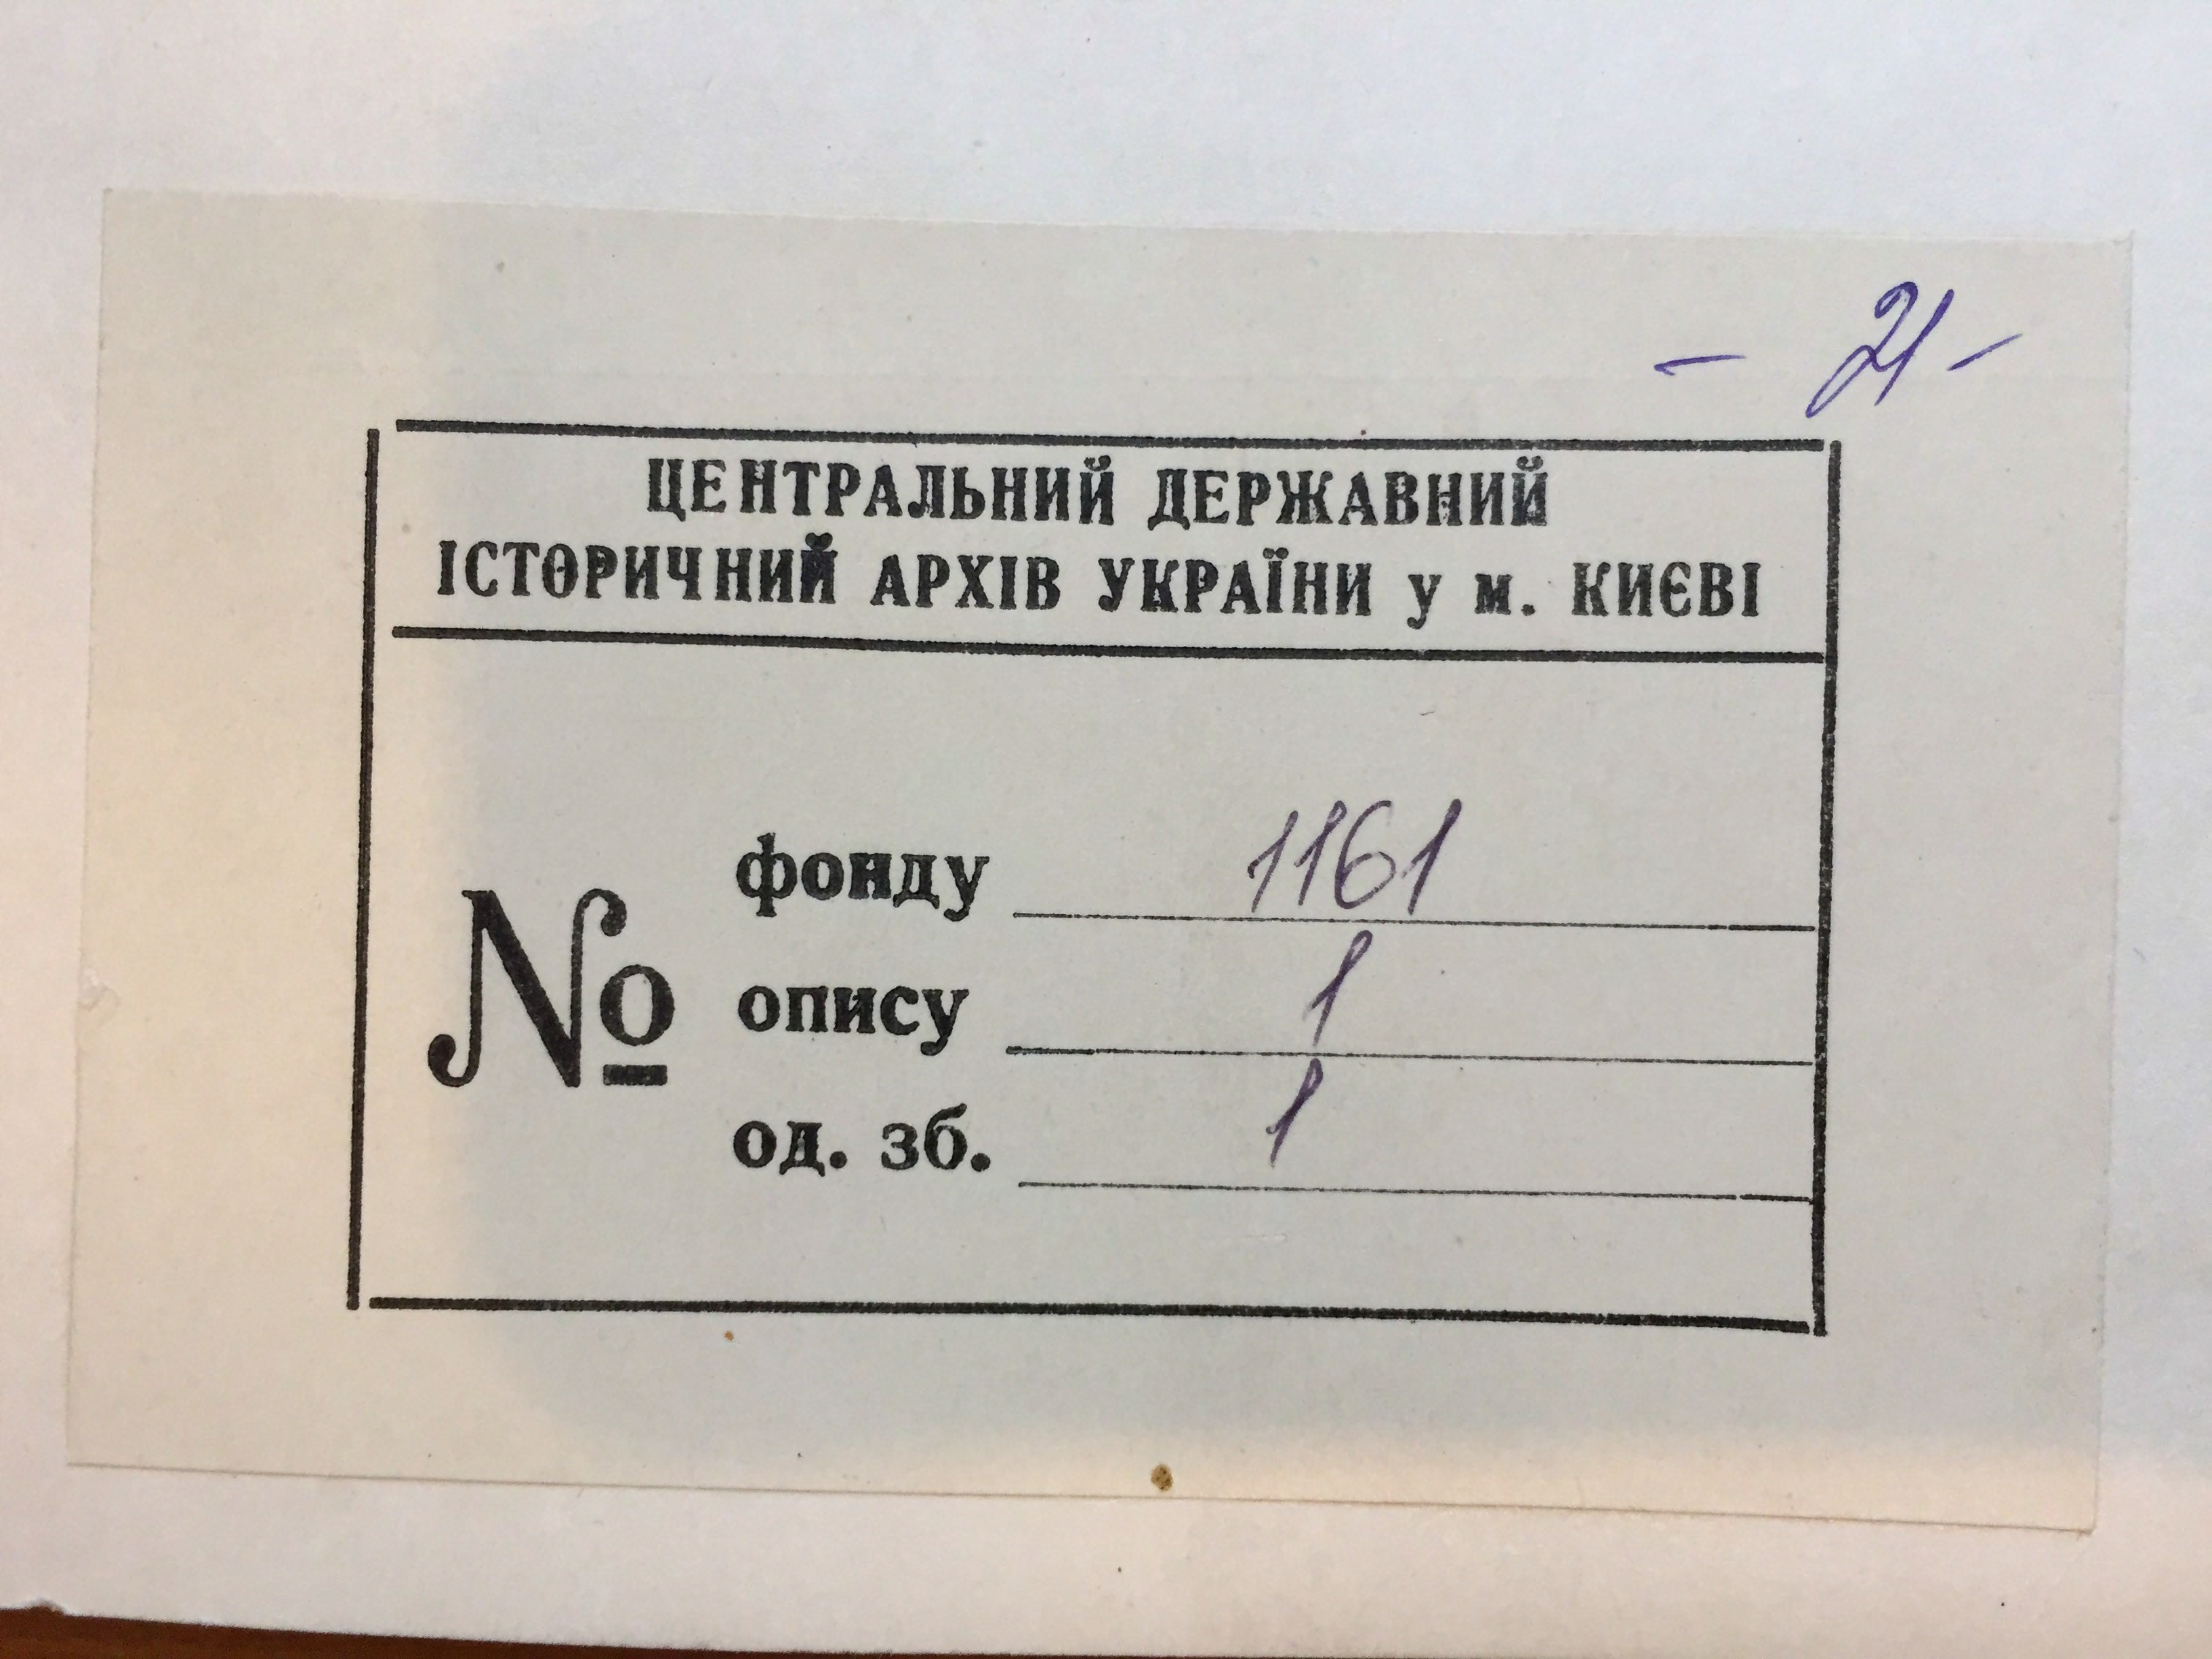 - 21 -
ЦЕНТРАЛЬНИЙ ДЕРЖАВНИЙ
ІСТОРИЧНИЙ АРХІВ УКРАЇНИ у м. КИЄВІ
№
фонду 1161
опису 1
од. зб. 1